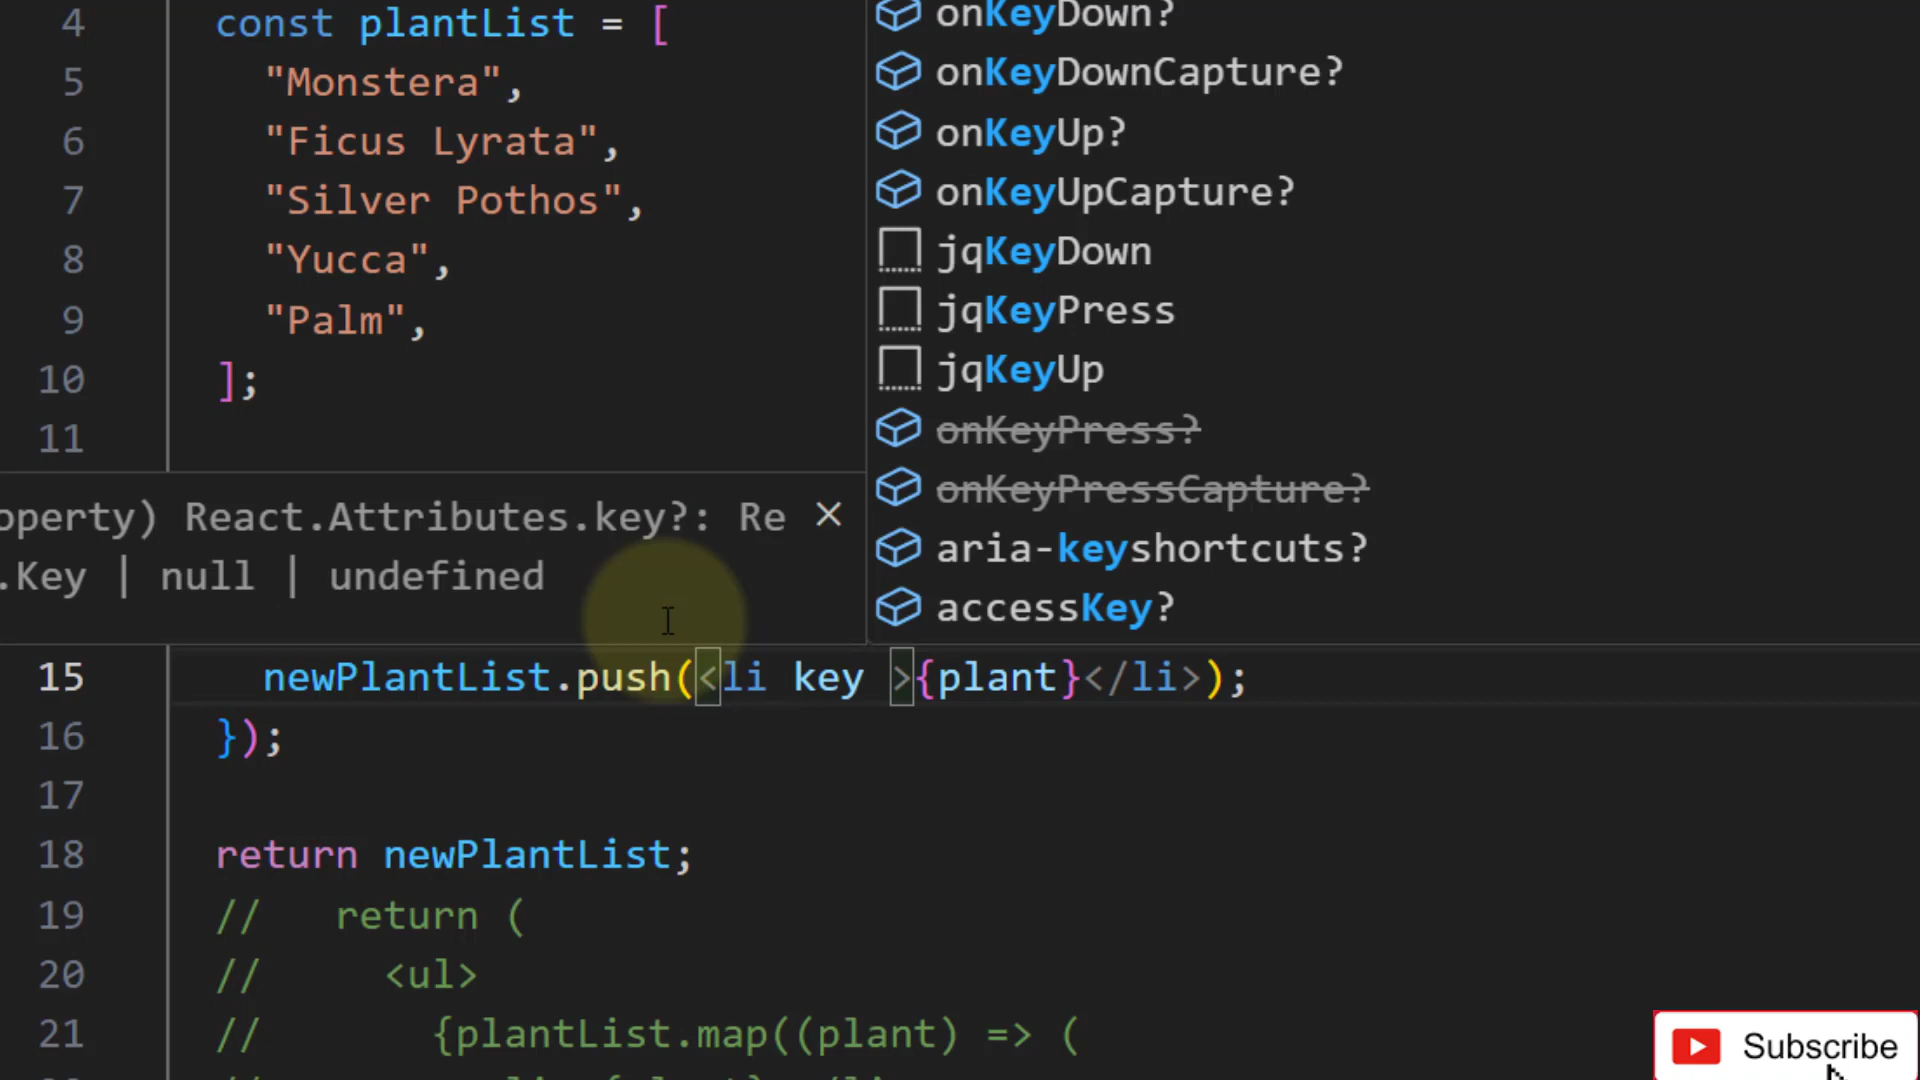 4 const plantList = [
5 "Monstera",
6 "Ficus Lyrata",
7 "Silver Pothos",
8 "Yucca",
9 "Palm",
10 ];
11
onKeyDown?
onKeyDownCapture?
onKeyUp?
onKeyUpCapture?
jqKeyDown
jqKeyPress
jqKeyUp
onKeyPress?
onKeyPressCapture?
aria-keyshortcuts?
accessKey?
operty) React.Attributes.key?: Re ×
.Key | null | undefined
15 newPlantList.push(<li key >{plant}</li>);
16 });
17
18 return newPlantList;
19 // return (
20 // <ul>
21 // {plantList.map((plant) => (
Subscribe